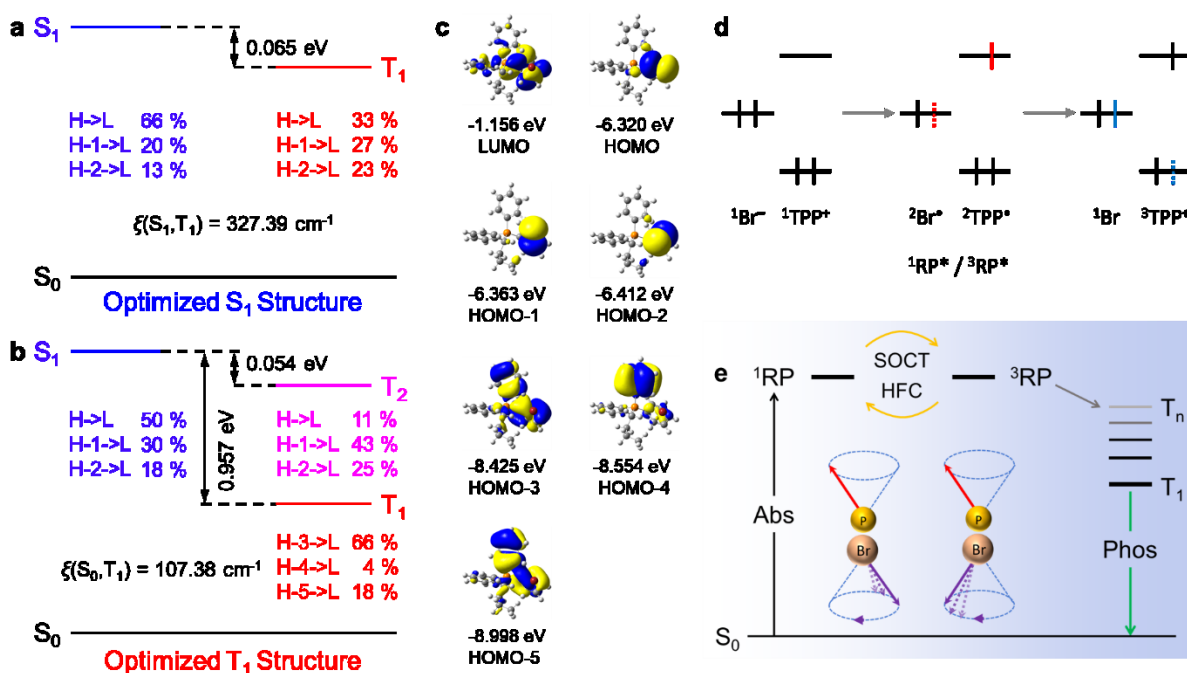 a
S₁
0.065 eV
T₁
H->L 66 %
H-1->L 20 %
H-2->L 13 %
H->L 33 %
H-1->L 27 %
H-2->L 23 %
ξ(S₁,T₁) = 327.39 cm⁻¹
S₀
Optimized S₁ Structure
b
S₁
0.054 eV
T₂
0.957 eV
H->L 50 %
H-1->L 30 %
H-2->L 18 %
H->L 11 %
H-1->L 43 %
H-2->L 25 %
T₁
H-3->L 66 %
H-4->L 4 %
H-5->L 18 %
ξ(S₀,T₁) = 107.38 cm⁻¹
S₀
Optimized T₁ Structure
c
-1.156 eV
LUMO
-6.320 eV
HOMO
-6.363 eV
HOMO-1
-6.412 eV
HOMO-2
-8.425 eV
HOMO-3
-8.554 eV
HOMO-4
-8.998 eV
HOMO-5
d
¹Br⁻ ¹TPP⁺
²Br• ²TPP•
¹Br
¹RP* / ³RP*
e
¹RP
SOCT
HFC
³RP
Tₙ
T₁
Abs
P
Br
P
Br
Phos
S₀